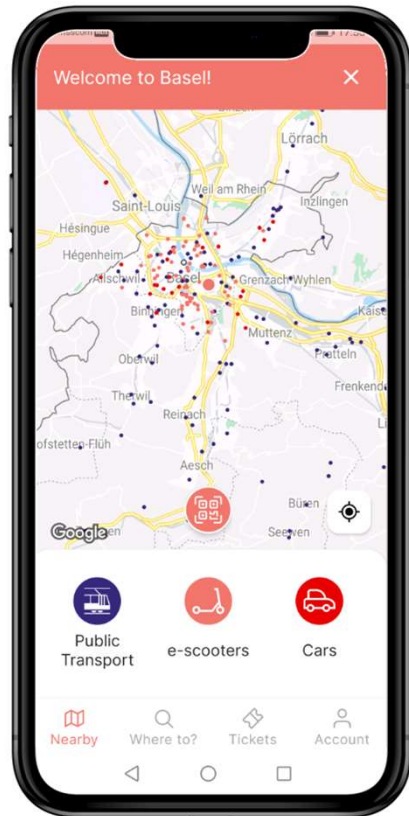 17:56
Welcome to Basel!
Lörrach
Weil am Rhein
Inzlingen
Saint-Louis
Hésingue
Hégenheim
Allschwil
Basel
Grenzach-Wyhlen
Binningen
Muttenz
Pratteln
Oberwil
Therwil
Frenkend
Reinach
ofstetten-Flüh
Aesch
Büren
Google
Seewen
Public
Transport
e-scooters
Cars
Nearby
Where to?
Tickets
Account